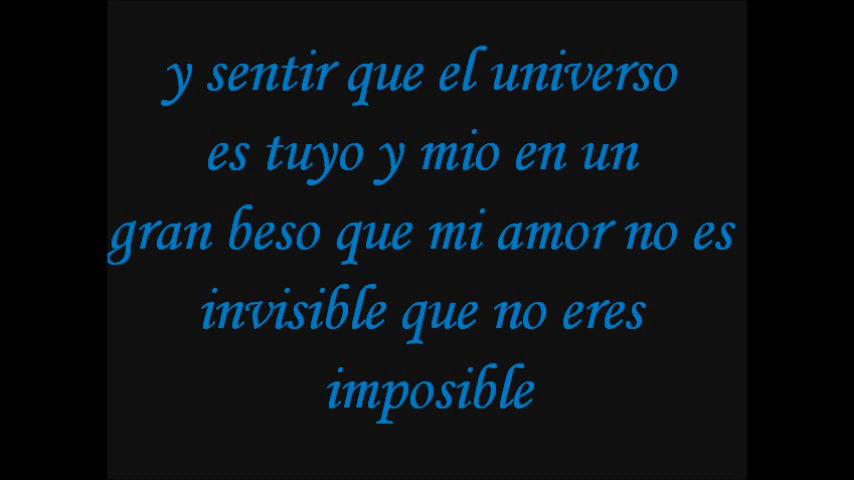 y sentir que el universo
es tuyo y mio en un
gran beso que mi amor no es
invisible que no eres
imposible